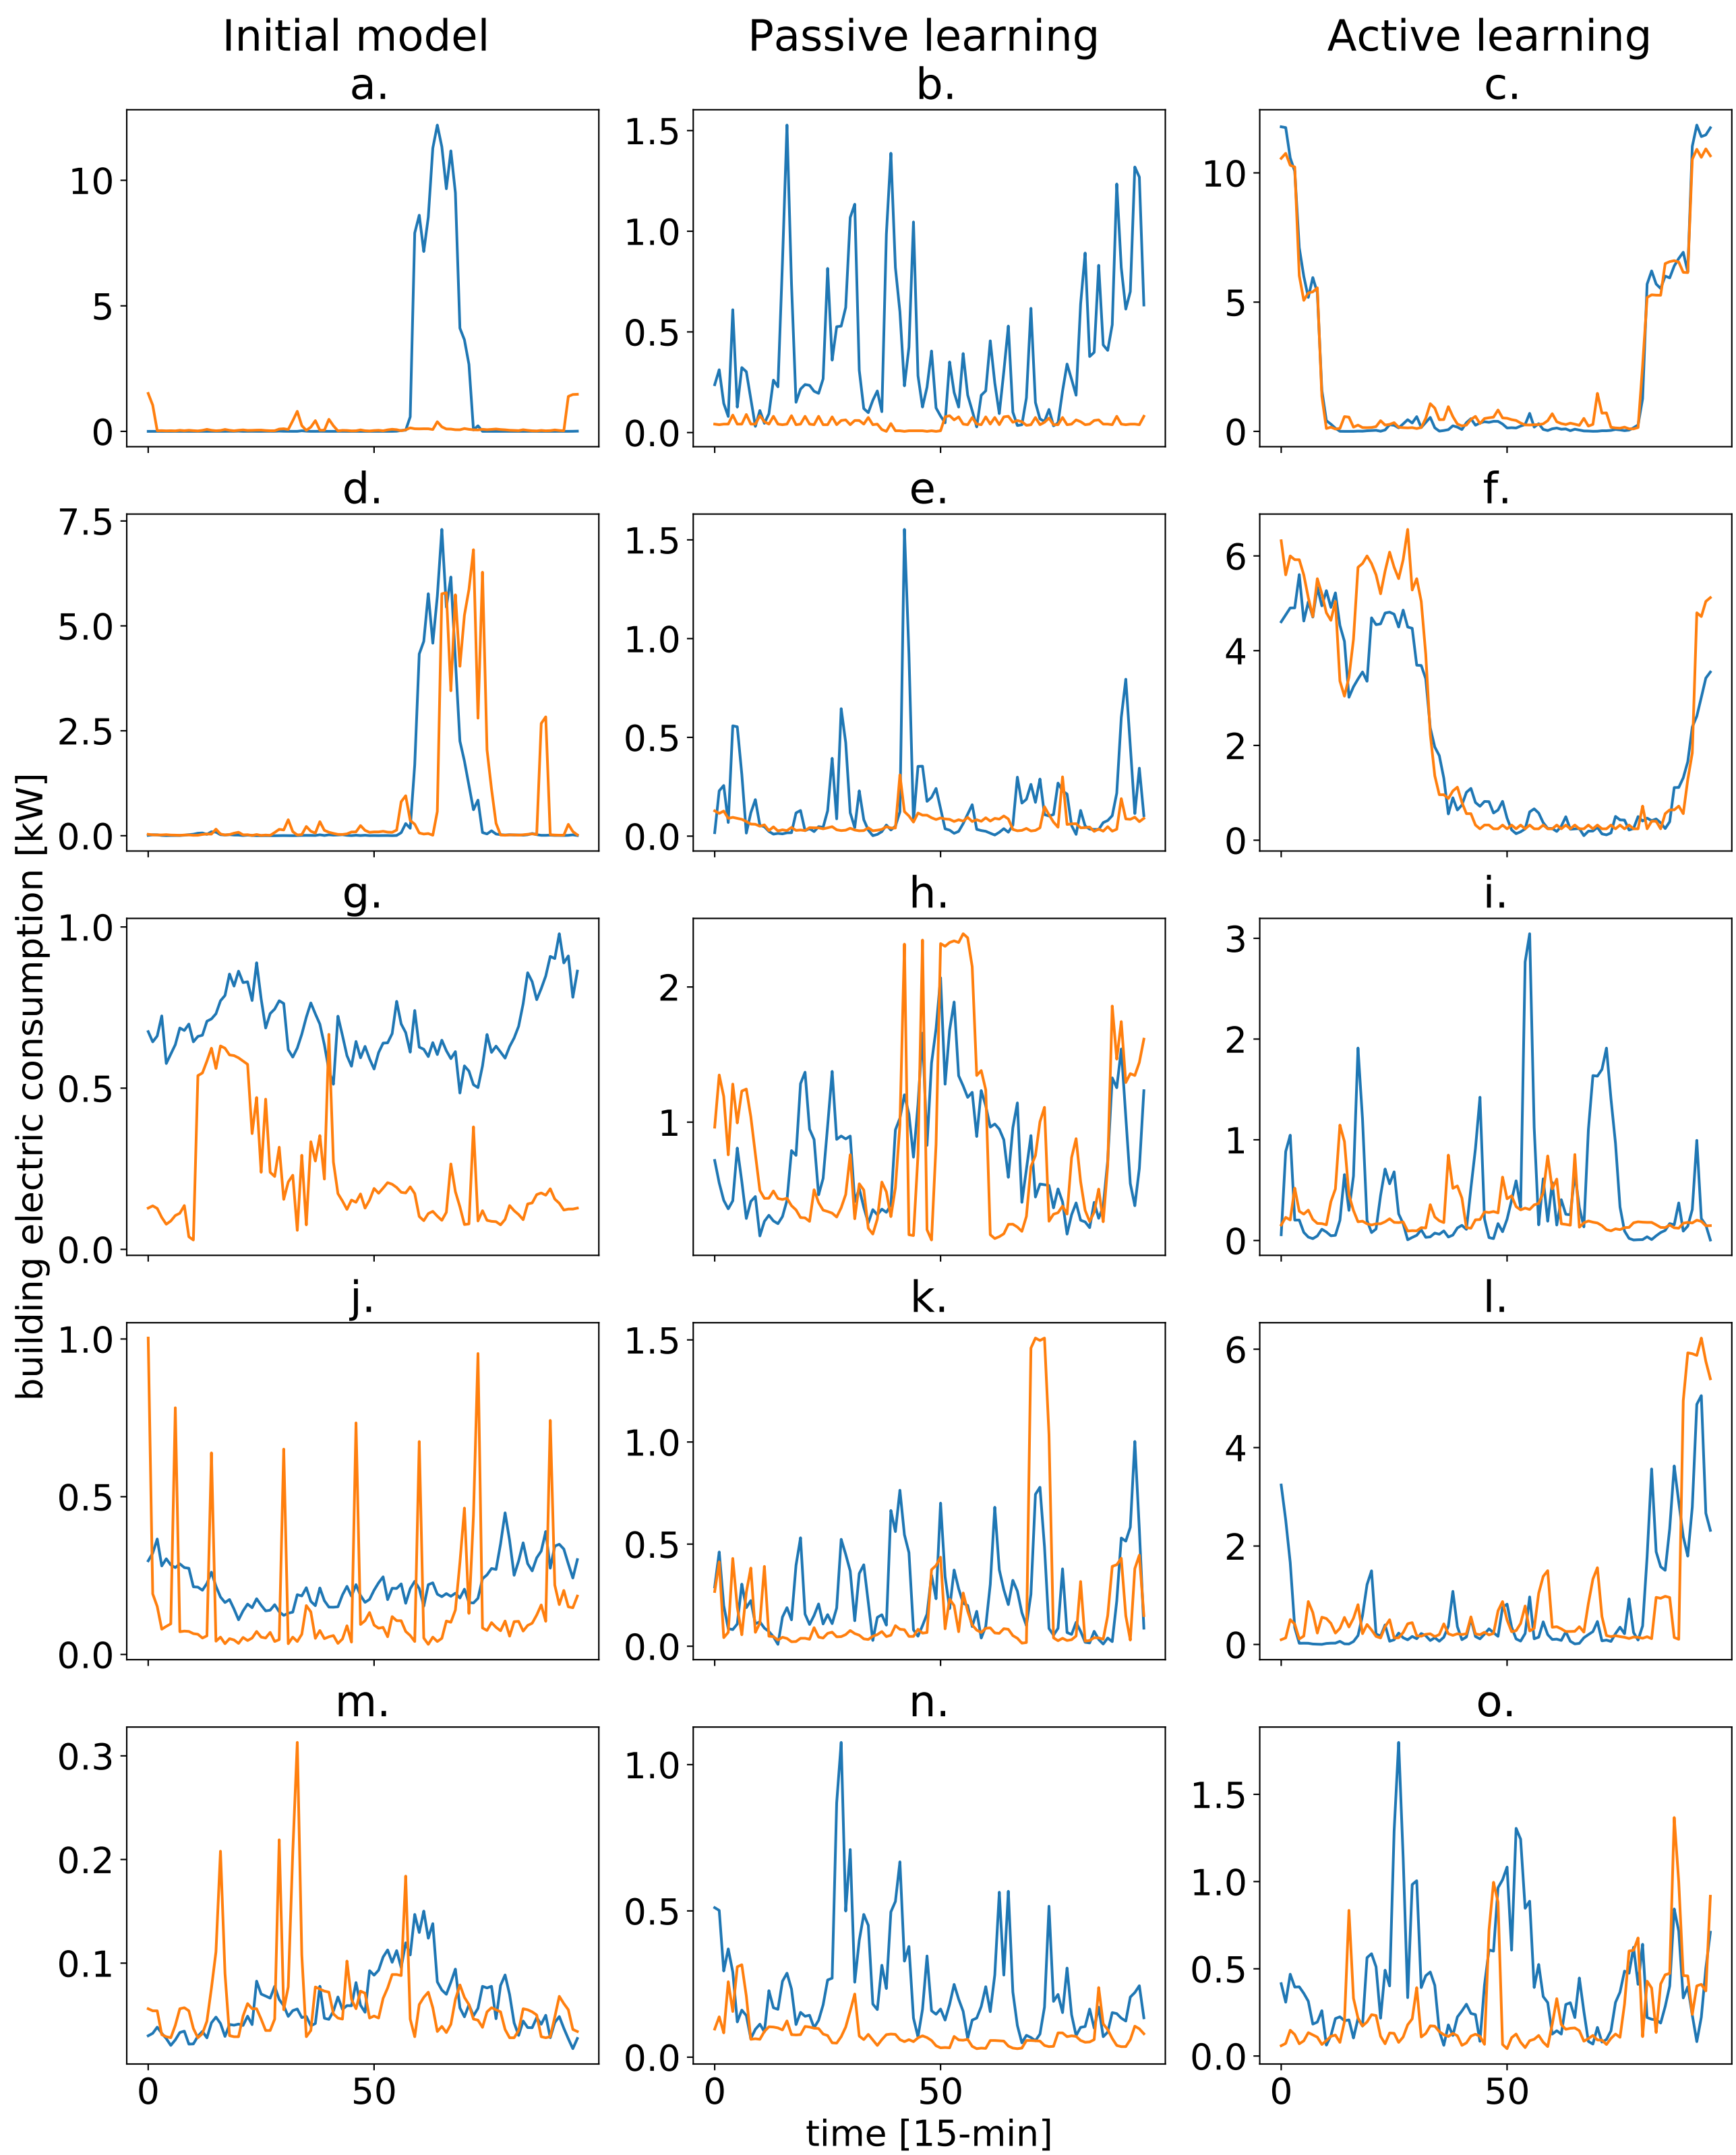 Initial model
Passive learning
Active learning
a.
b.
c.
10
5
0
1.5
1.0
0.5
0.0
10
5
0
d.
e.
f.
7.5
5.0
2.5
0.0
1.5
1.0
0.5
0.0
6
4
2
0
g.
h.
i.
1.0
0.5
0.0
2
1
3
2
1
0
building electric consumption [kW]
j.
k.
l.
1.0
0.5
0.0
1.5
1.0
0.5
0.0
6
4
2
0
m.
n.
o.
0.3
0.2
0.1
1.0
0.5
0.0
1.5
1.0
0.5
0.0
0
50
0
50
0
50
time [15-min]